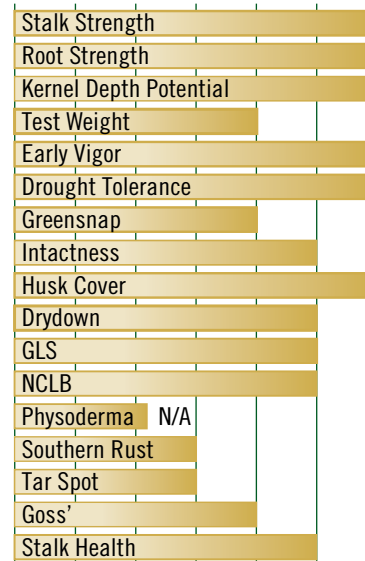 Stalk Strength
Root Strength
Kernel Depth Potential
Test Weight
Early Vigor
Drought Tolerance
Greensnap
Intactness
Husk Cover
Drydown
GLS
NCLB
Physoderma N/A
Southern Rust
Tar Spot
Goss’
Stalk Health